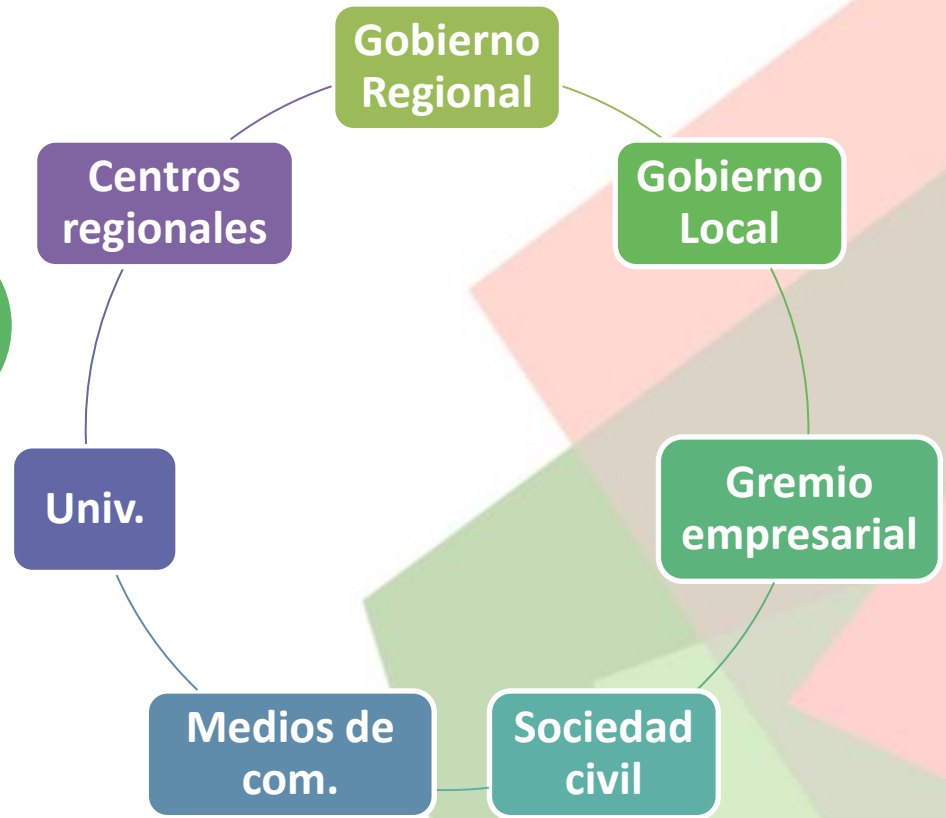 Gobierno
Regional
Gobierno
Local
Gremio
empresarial
Sociedad
civil
Medios de
com.
Univ.
Centros
regionales